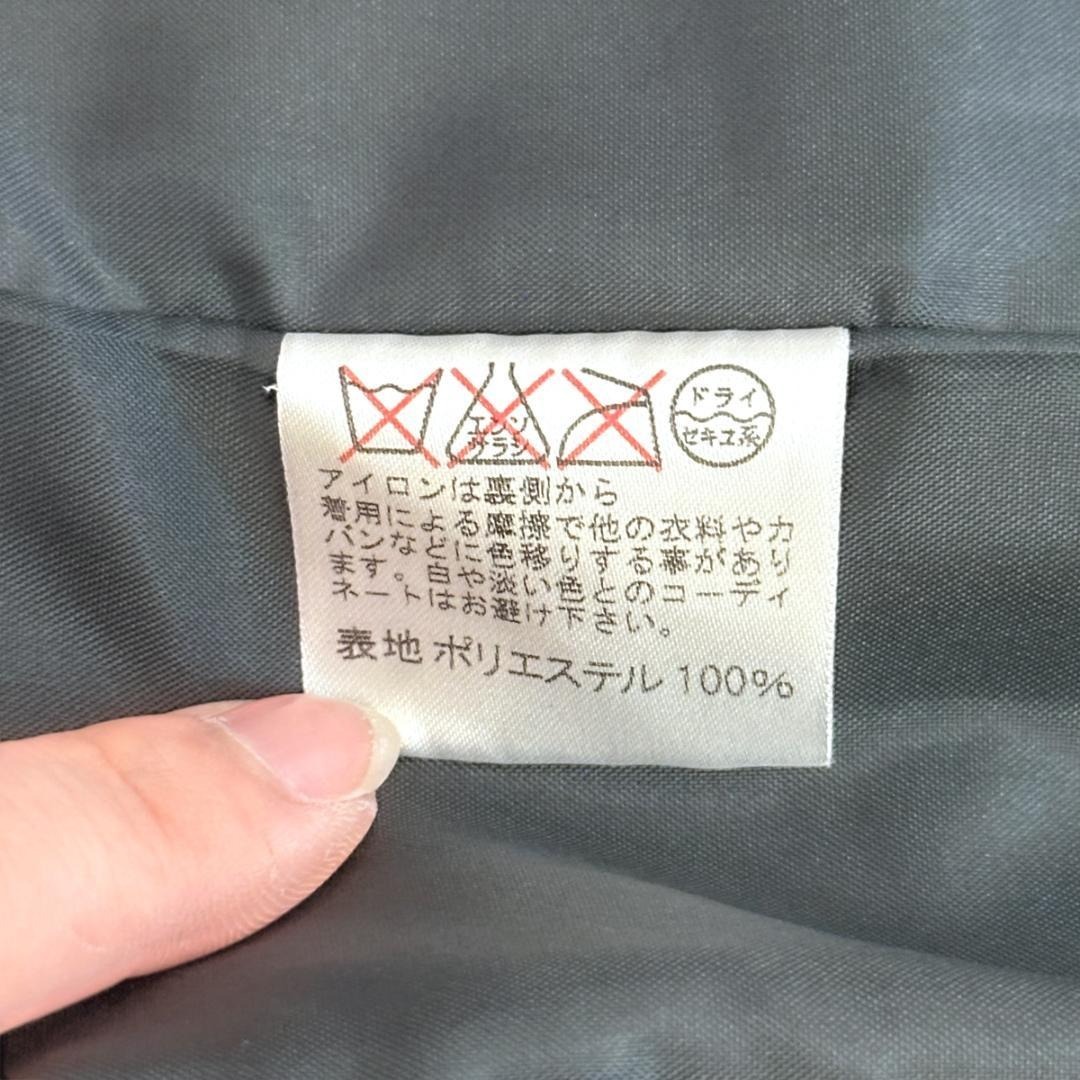 エンソ
サラシ
ドライ
セキユ系
アイロンは裏側から
着用による摩擦で他の衣料やカ
バンなどに色移りする事があり
ます。白や淡い色とのコーディ
ネートはお避け下さい。
表地 ポリエステル 100%